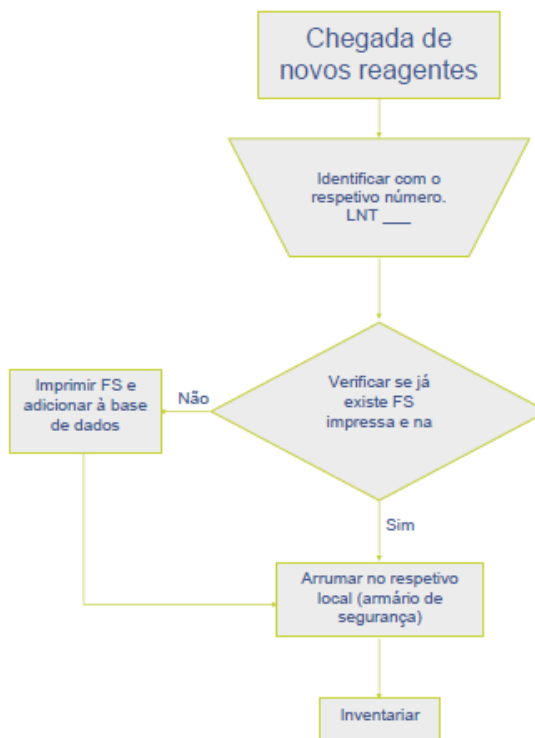 Chegada de
novos reagentes
Identificar com o
respetivo número.
LNT ___
Verificar se já
existe FS
impressa e na
Não
Imprimir FS e
adicionar à base
de dados
Sim
Arrumar no respetivo
local (armário de
segurança)
Inventariar